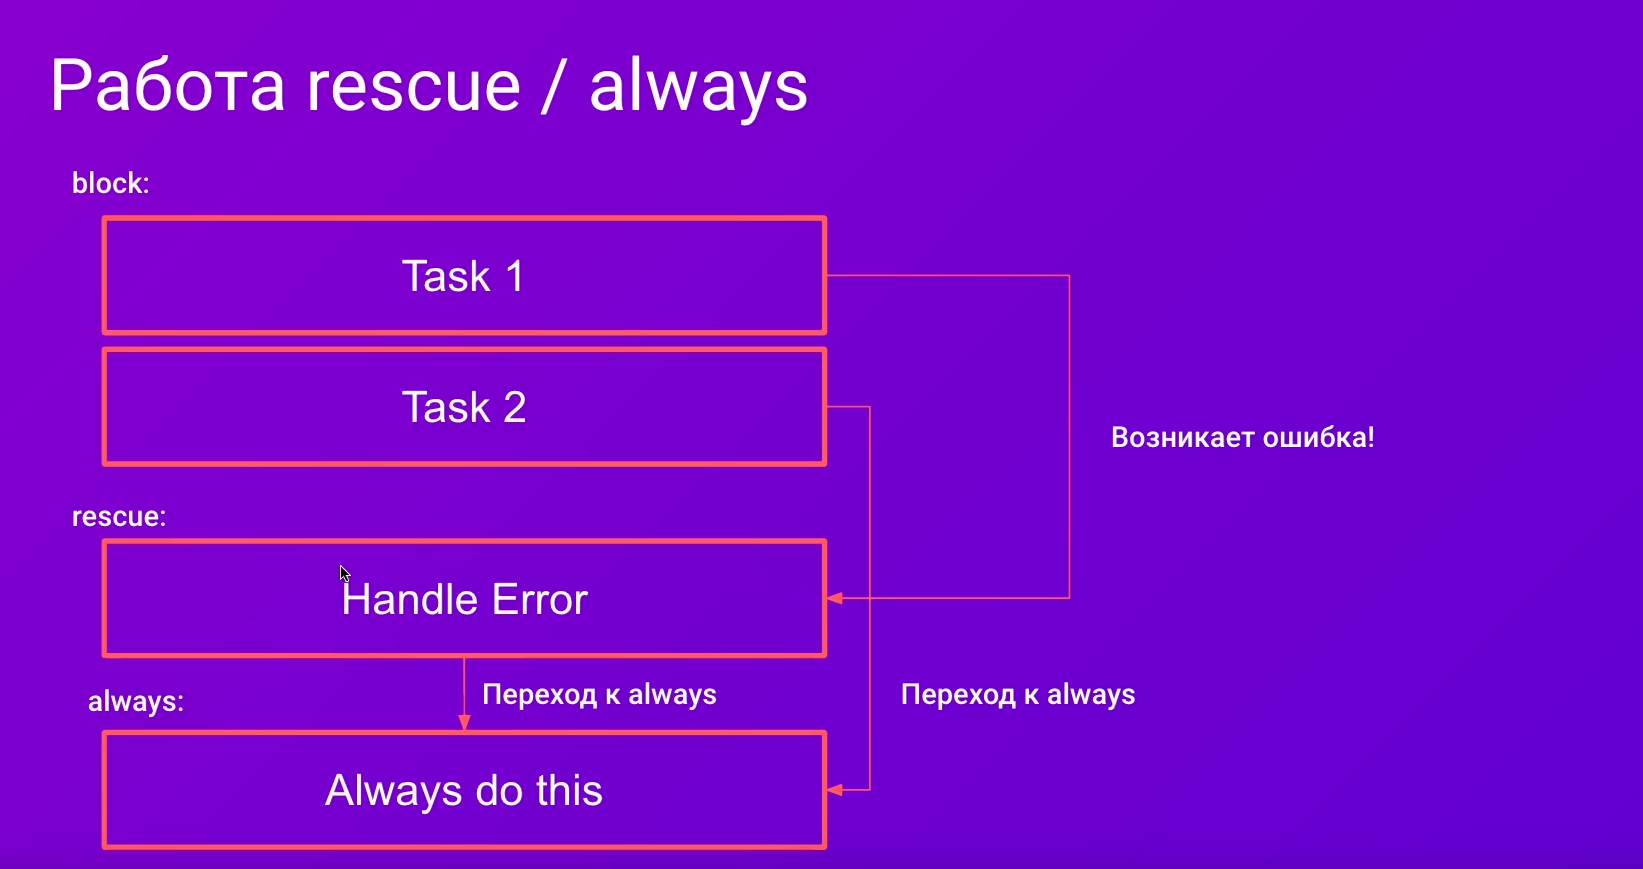 Работа rescue / always
block:
Task 1
Task 2
Возникает ошибка!
rescue:
Handle Error
always:
Переход к always
Переход к always
Always do this